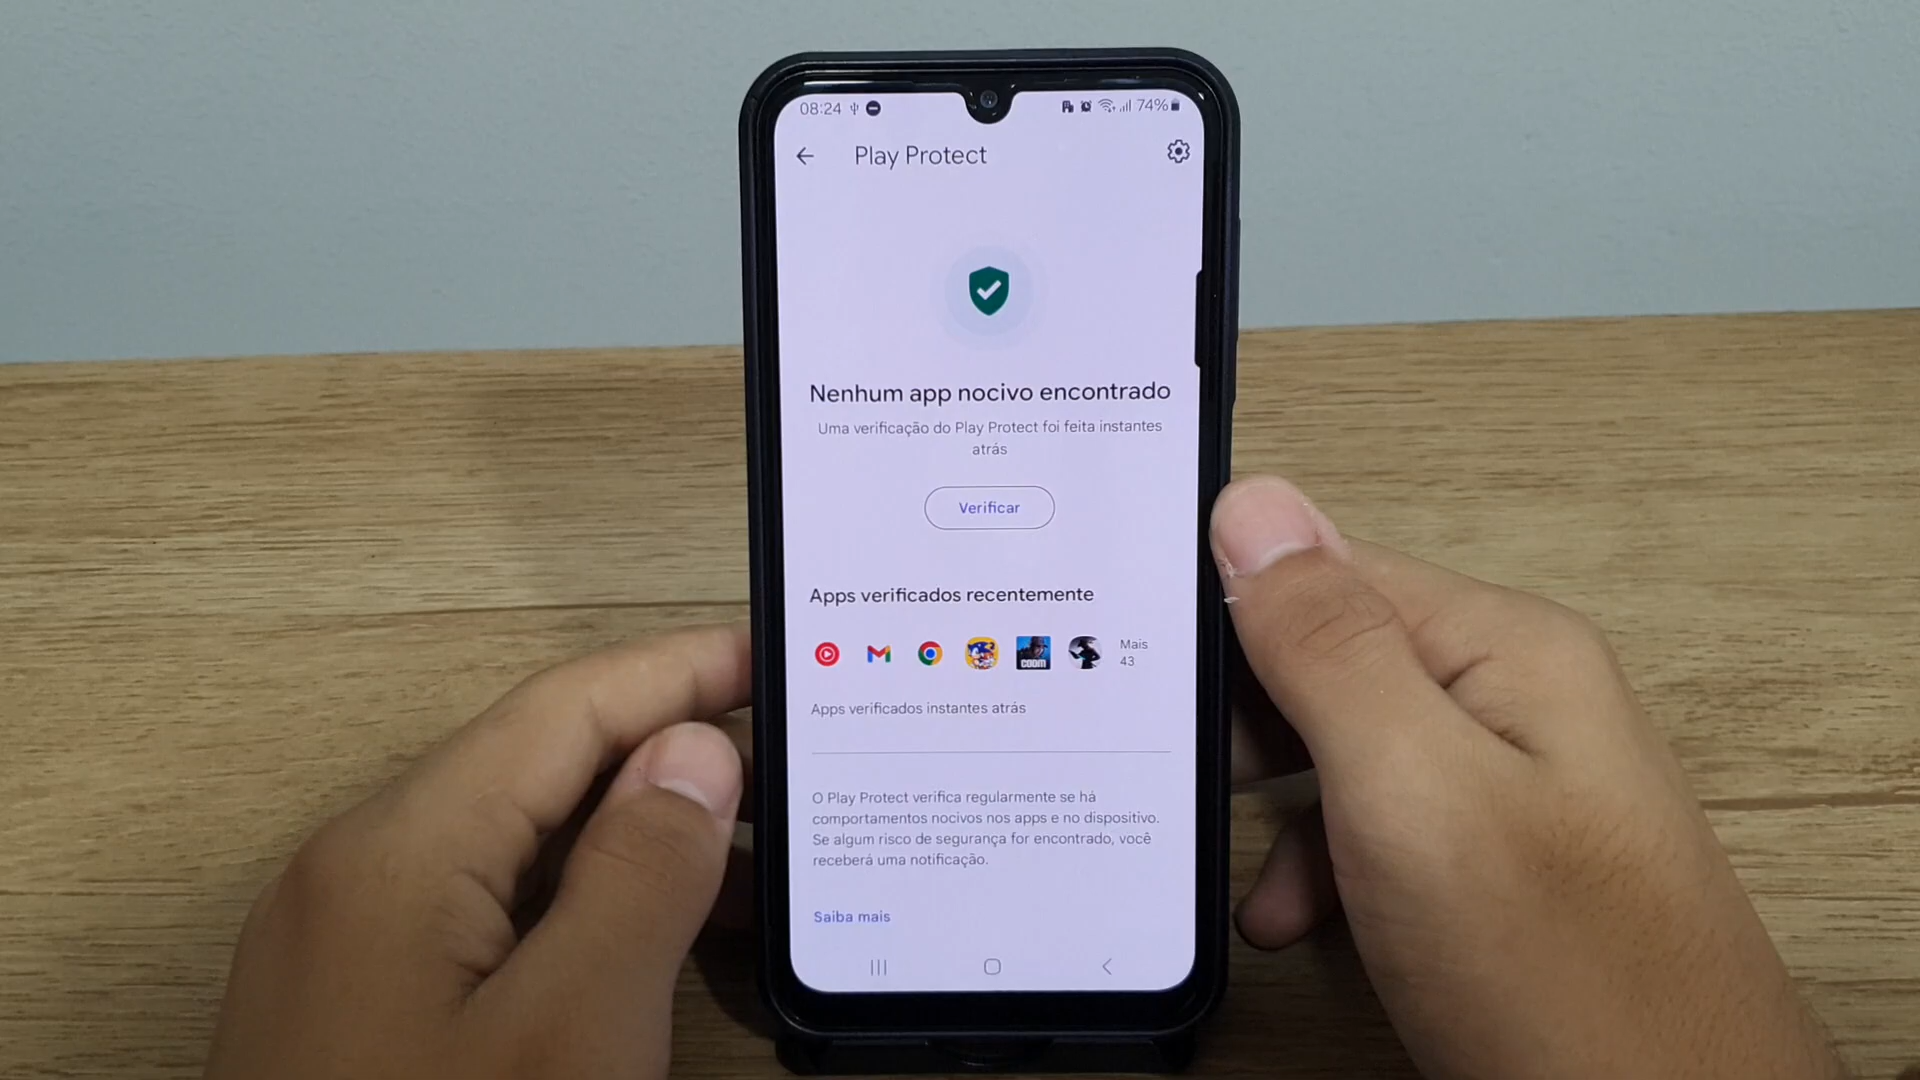 08:24 74%
Play Protect
Nenhum app nocivo encontrado
Uma verificação do Play Protect foi feita instantes
atrás
Verificar
Apps verificados recentemente
CODM
Mais
43
Apps verificados instantes atrás
O Play Protect verifica regularmente se há
comportamentos nocivos nos apps e no dispositivo.
Se algum risco de segurança for encontrado, você
receberá uma notificação.
Saiba mais